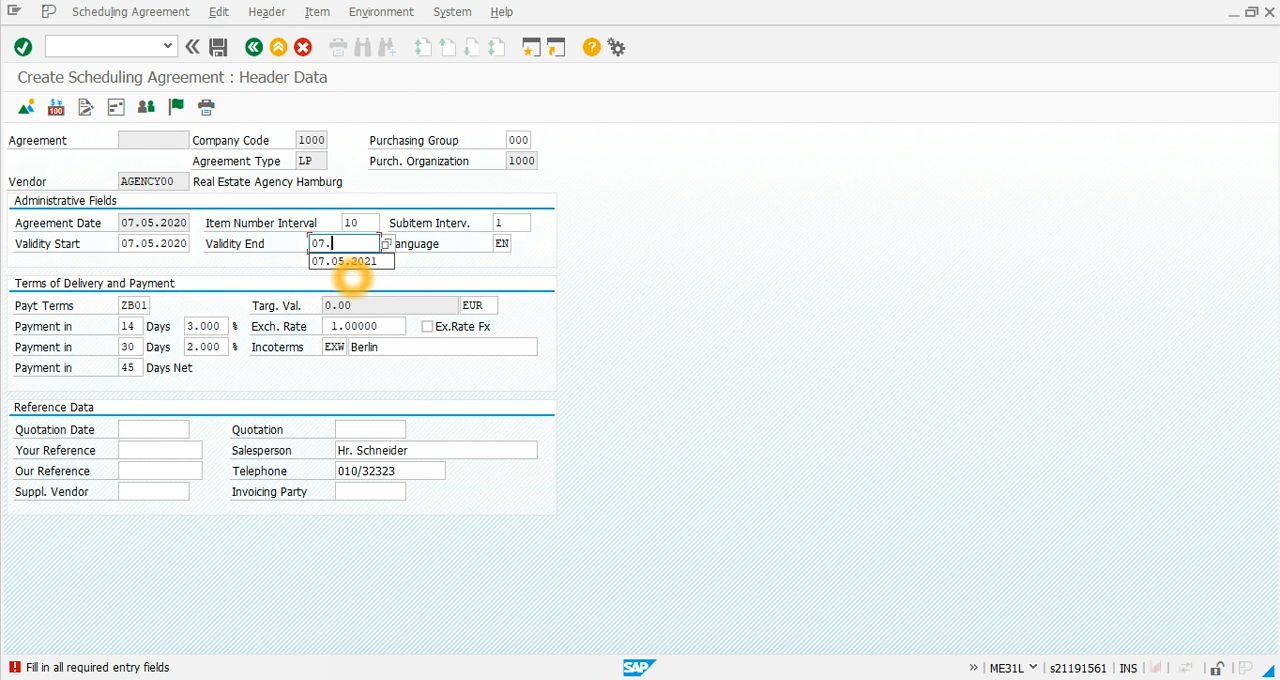 Scheduling Agreement Edit Header Item Environment System Help
Create Scheduling Agreement : Header Data
Agreement Company Code 1000 Purchasing Group 000
Agreement Type LP Purch. Organization 1000
Vendor AGENCY00 Real Estate Agency Hamburg
Administrative Fields
Agreement Date 07.05.2020 Item Number Interval 10 Subitem Interv. 1
Validity Start 07.05.2020 Validity End 07. anguage EN
07.05.2021
Terms of Delivery and Payment
Payt Terms ZB01 Targ. Val. 0.00 EUR
Payment in 14 Days 3.000 % Exch. Rate 1.00000 Ex.Rate Fx
Payment in 30 Days 2.000 % Incoterms EXW Berlin
Payment in 45 Days Net
Reference Data
Quotation Date Quotation
Your Reference Salesperson Hr. Schneider
Our Reference Telephone 010/32323
Suppl. Vendor Invoicing Party
Fill in all required entry fields SAP ME31L s21191561 INS